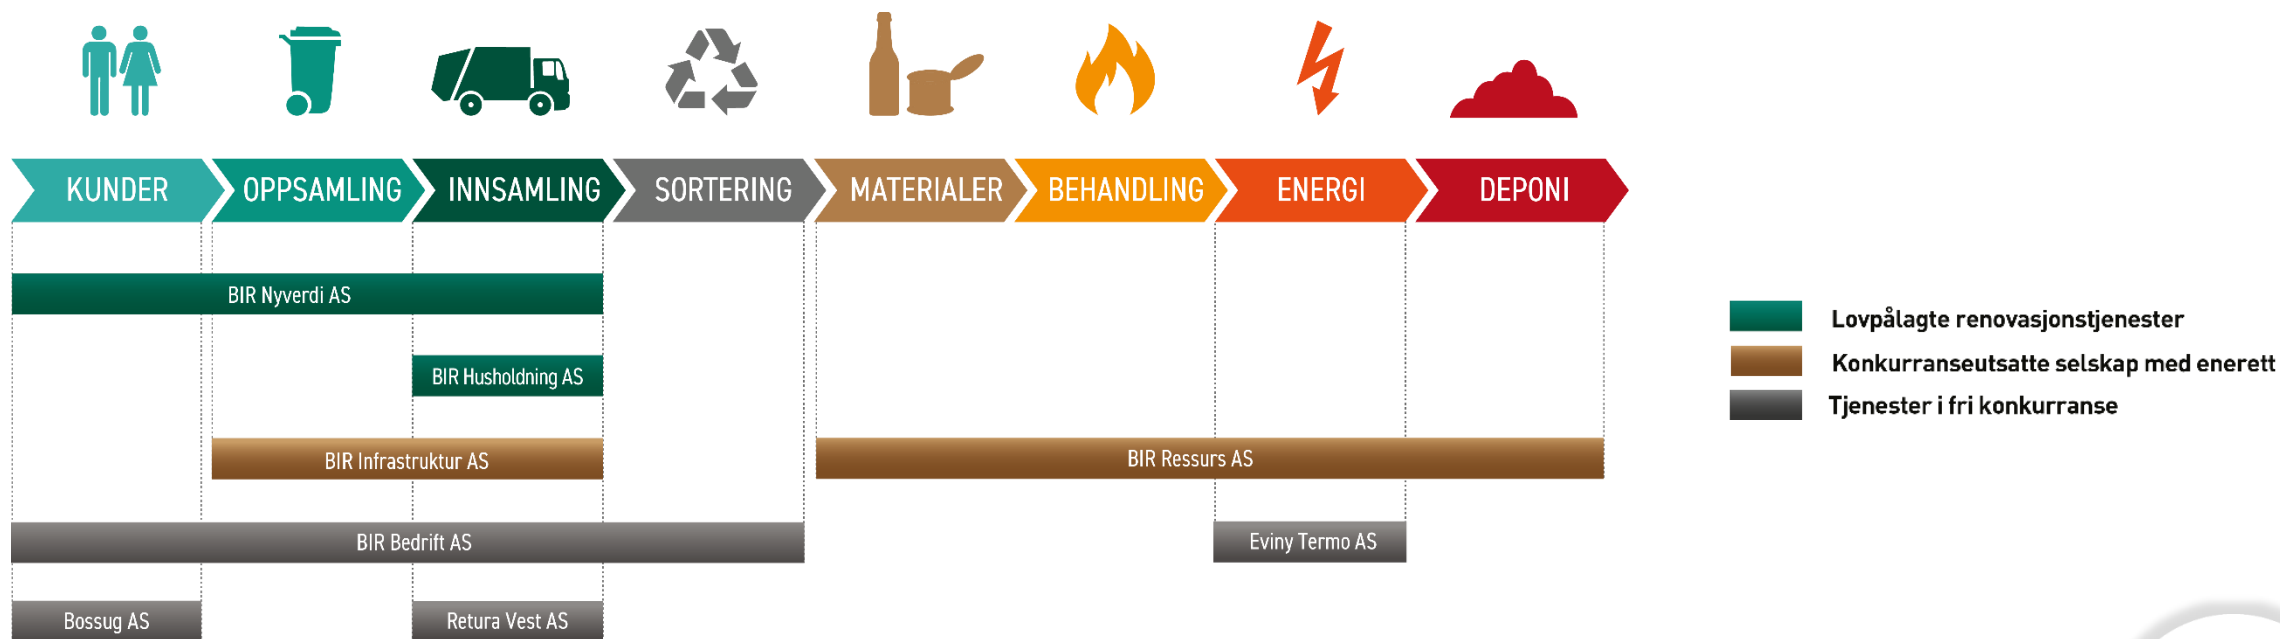 KUNDER
OPPSAMLING
INNSAMLING
SORTERING
MATERIALER
BEHANDLING
ENERGI
DEPONI
BIR Nyverdi AS
BIR Husholdning AS
BIR Infrastruktur AS
BIR Ressurs AS
BIR Bedrift AS
Eviny Termo AS
Bossug AS
Retura Vest AS
Lovpålagte renovasjonstjenester
Konkurranseutsatte selskap med enerett
Tjenester i fri konkurranse